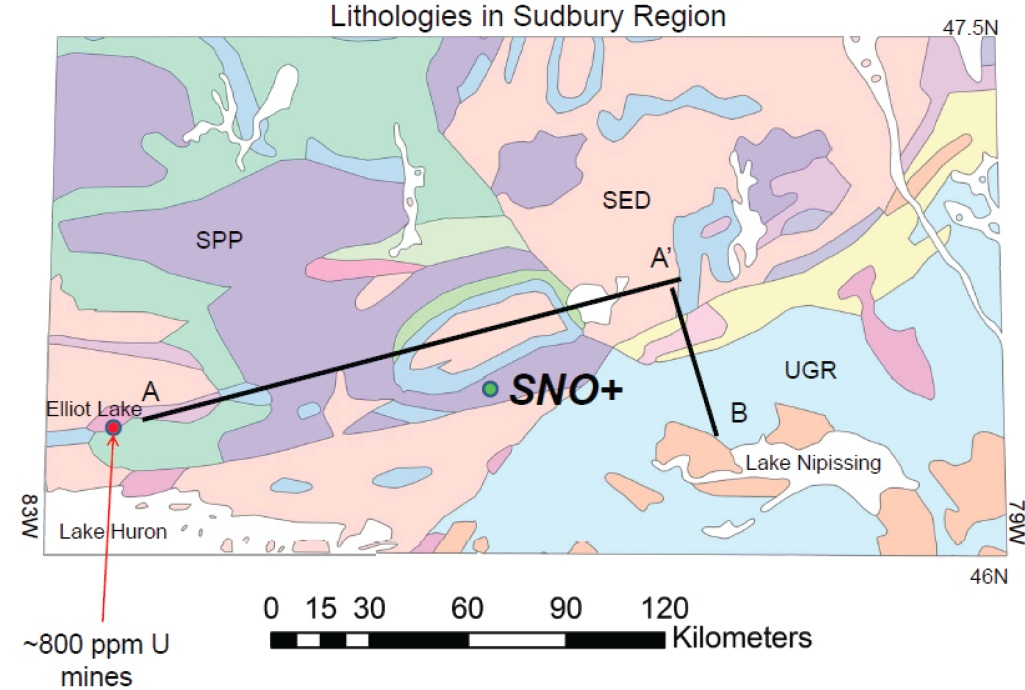 Lithologies in Sudbury Region
47.5N
SED
SPP
A'
UGR
A
SNO+
Elliot Lake
B
Lake Nipissing
83W
Lake Huron
79W
46N
0 15 30 60 90 120
Kilometers
~800 ppm U
mines